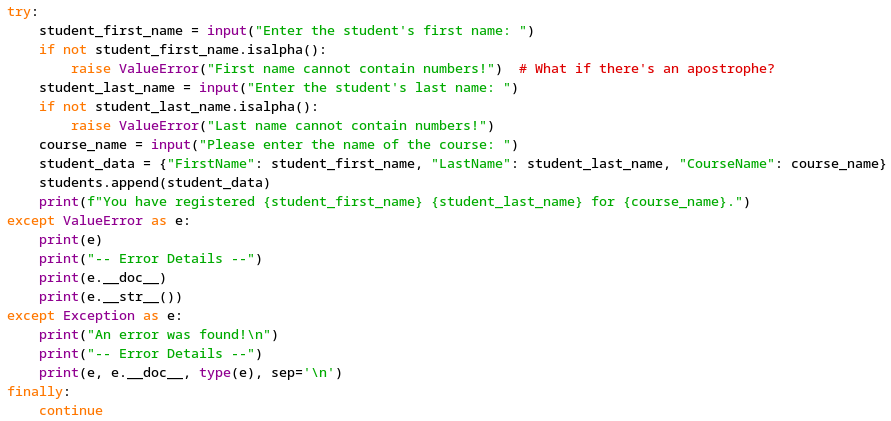 try:
    student_first_name = input("Enter the student's first name: ")
    if not student_first_name.isalpha():
        raise ValueError("First name cannot contain numbers!")  # What if there's an apostrophe?
    student_last_name = input("Enter the student's last name: ")
    if not student_last_name.isalpha():
        raise ValueError("Last name cannot contain numbers!")
    course_name = input("Please enter the name of the course: ")
    student_data = {"FirstName": student_first_name, "LastName": student_last_name, "CourseName": course_name}
    students.append(student_data)
    print(f"You have registered {student_first_name} {student_last_name} for {course_name}.")
except ValueError as e:
    print(e)
    print("-- Error Details --")
    print(e.__doc__)
    print(e.__str__())
except Exception as e:
    print("An error was found!\n")
    print("-- Error Details --")
    print(e, e.__doc__, type(e), sep='\n')
finally:
    continue